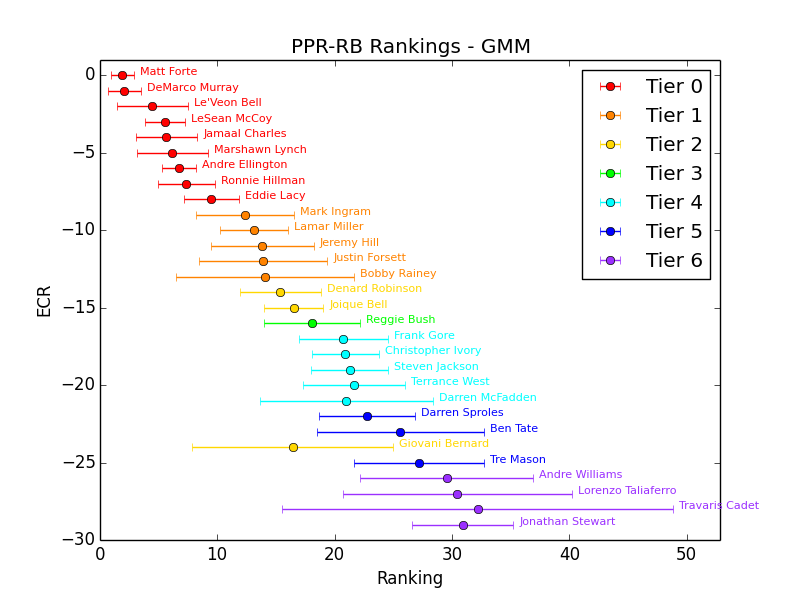 PPR-RB Rankings - GMM
Matt Forte
DeMarco Murray
Le'Veon Bell
LeSean McCoy
Jamaal Charles
Marshawn Lynch
Andre Ellington
Ronnie Hillman
Eddie Lacy
Mark Ingram
Lamar Miller
Jeremy Hill
Justin Forsett
Bobby Rainey
Denard Robinson
Joique Bell
Reggie Bush
Frank Gore
Christopher Ivory
Steven Jackson
Terrance West
Darren McFadden
Darren Sproles
Ben Tate
Giovani Bernard
Tre Mason
Andre Williams
Lorenzo Taliaferro
Travaris Cadet
Jonathan Stewart
Tier 0
Tier 1
Tier 2
Tier 3
Tier 4
Tier 5
Tier 6
0
−5
−10
−15
−20
−25
−30
ECR
0 10 20 30 40 50
Ranking